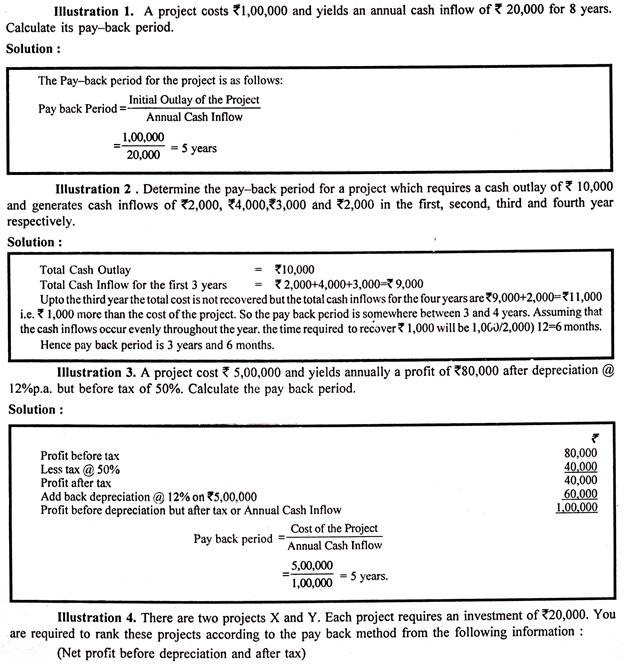 Illustration 1. A project costs ₹1,00,000 and yields an annual cash inflow of ₹ 20,000 for 8 years.
Calculate its pay–back period.
Solution :
The Pay–back period for the project is as follows:
Pay back Period = Initial Outlay of the Project / Annual Cash Inflow
= 1,00,000 / 20,000 = 5 years
Illustration 2 . Determine the pay–back period for a project which requires a cash outlay of ₹ 10,000
and generates cash inflows of ₹2,000, ₹4,000,₹3,000 and ₹2,000 in the first, second, third and fourth year
respectively.
Solution :
Total Cash Outlay = ₹10,000
Total Cash Inflow for the first 3 years = ₹ 2,000+4,000+3,000=₹ 9,000
Upto the third year the total cost is not recovered but the total cash inflows for the four years are ₹9,000+2,000=₹11,000
i.e. ₹ 1,000 more than the cost of the project. So the pay back period is somewhere between 3 and 4 years. Assuming that
the cash inflows occur evenly throughout the year. the time required to recover ₹ 1,000 will be 1,000/2,000) 12=6 months.
Hence pay back period is 3 years and 6 months.
Illustration 3. A project cost ₹ 5,00,000 and yields annually a profit of ₹80,000 after depreciation @
12%p.a. but before tax of 50%. Calculate the pay back period.
Solution :
₹
Profit before tax 80,000
Less tax @ 50% 40,000
Profit after tax 40,000
Add back depreciation @ 12% on ₹5,00,000 60,000
Profit before depreciation but after tax or Annual Cash Inflow 1,00,000
Pay back period = Cost of the Project / Annual Cash Inflow
= 5,00,000 / 1,00,000 = 5 years.
Illustration 4. There are two projects X and Y. Each project requires an investment of ₹20,000. You
are required to rank these projects according to the pay back method from the following information :
(Net profit before depreciation and after tax)